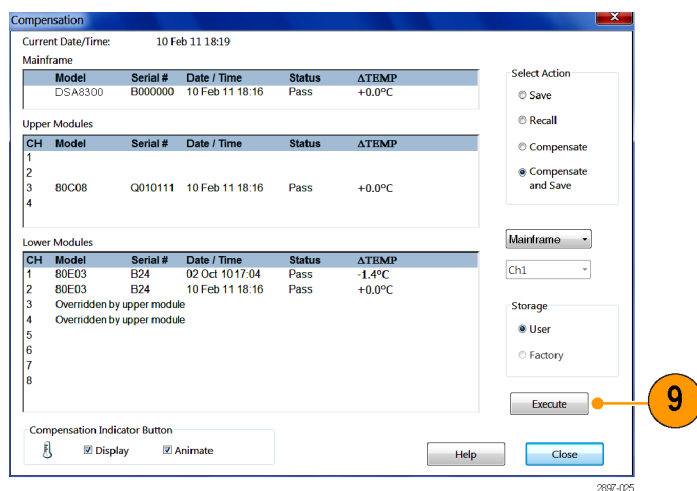 Compensation
X
Current Date/Time: 10 Feb 11 18:19
Mainframe
Model Serial # Date / Time Status ΔTEMP
DSA8300 B000000 10 Feb 11 18:16 Pass +0.0°C
Upper Modules
CH Model Serial # Date / Time Status ΔTEMP
1
2
3 80C08 Q010111 10 Feb 11 18:16 Pass +0.0°C
4
Lower Modules
CH Model Serial # Date / Time Status ΔTEMP
1 80E03 B24 02 Oct 10 17:04 Pass -1.4°C
2 80E03 B24 10 Feb 11 18:16 Pass +0.0°C
3 Overridden by upper module
4 Overridden by upper module
5
6
7
8
Compensation Indicator Button
Display Animate
Select Action
Save
Recall
Compensate
Compensate
and Save
Mainframe
Ch1
Storage
User
Factory
Execute
9
Help Close
2897-025